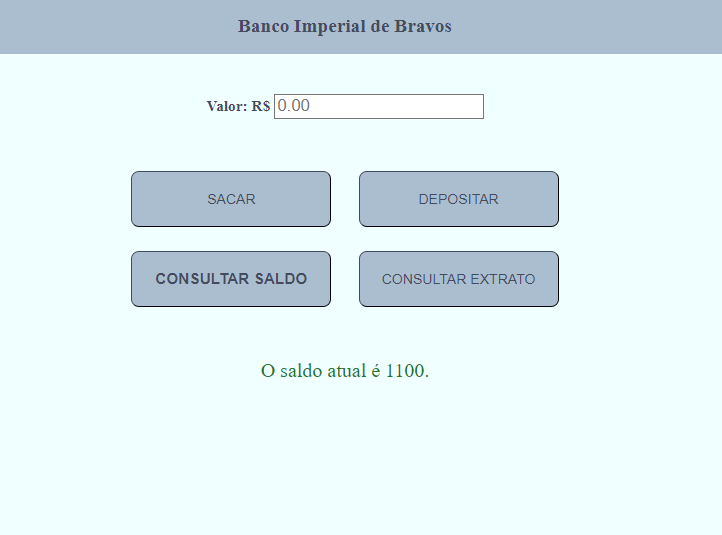 Banco Imperial de Bravos
Valor: R$ 0.00
SACAR DEPOSITAR
CONSULTAR SALDO CONSULTAR EXTRATO
O saldo atual é 1100.